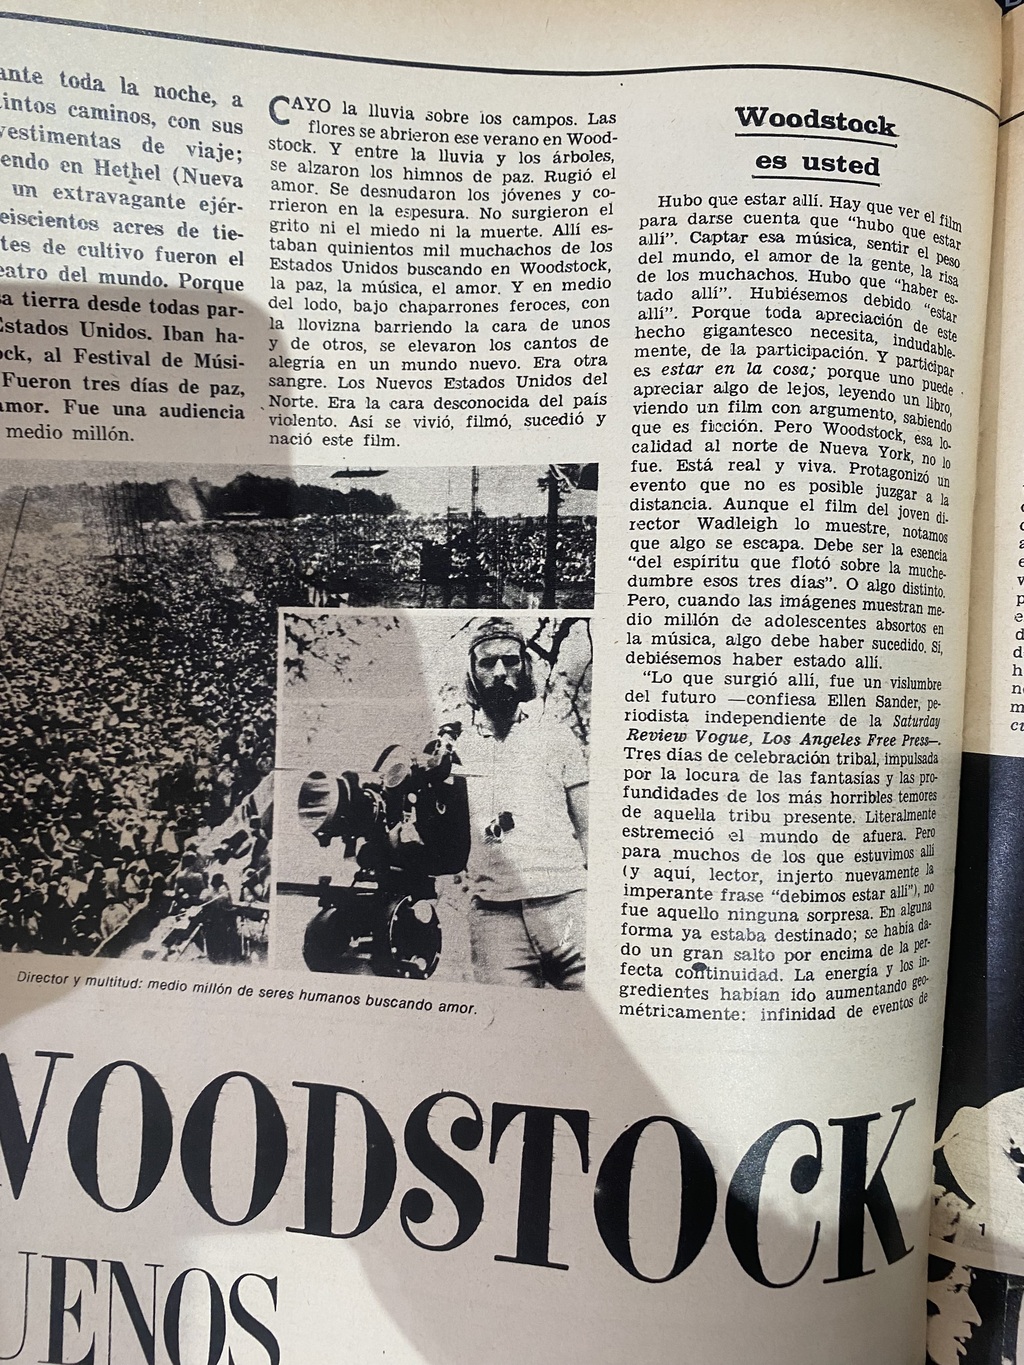 ante toda la noche, a
intos caminos, con sus
vestimentas de viaje;
endo en Hethel (Nueva
un extravagante ejér-
eiscientos acres de tie-
tes de cultivo fueron el
eatro del mundo. Porque
a tierra desde todas par-
Estados Unidos. Iban ha-
ock, al Festival de Músi-
Fueron tres días de paz,
amor. Fue una audiencia
medio millón.
CAYO la lluvia sobre los campos. Las
flores se abrieron ese verano en Wood-
stock. Y entre la lluvia y los árboles,
se alzaron los himnos de paz. Rugió el
amor. Se desnudaron los jóvenes y co-
rrieron en la espesura. No surgieron el
grito ni el miedo ni la muerte. Allí es-
taban quinientos mil muchachos de los
Estados Unidos buscando en Woodstock,
la paz, la música, el amor. Y en medio
del lodo, bajo chaparrones feroces, con
la llovizna barriendo la cara de unos
y de otros, se elevaron los cantos de
alegría en un mundo nuevo. Era otra
sangre. Los Nuevos Estados Unidos del
Norte. Era la cara desconocida del país
violento. Así se vivió, filmó, sucedió y
nació este film.
Woodstock
es usted
Hubo que estar allí. Hay que ver el film
para darse cuenta que "hubo que estar
allí". Captar esa música, sentir el peso
del mundo, el amor de la gente, la risa
de los muchachos. Hubo que "haber es-
tado allí". Hubiésemos debido "estar
allí". Porque toda apreciación de este
hecho gigantesco necesita, indudable-
mente, de la participación. Y participar
es estar en la cosa; porque uno puede
apreciar algo de lejos, leyendo un libro,
viendo un film con argumento, sabiendo
que es ficción. Pero Woodstock, esa lo-
calidad al norte de Nueva York, no lo
fue. Está real y viva. Protagonizó un
evento que no es posible juzgar a la
distancia. Aunque el film del joven di-
rector Wadleigh lo muestre, notamos
que algo se escapa. Debe ser la esencia
"del espíritu que flotó sobre la muche-
dumbre esos tres días". O algo distinto.
Pero, cuando las imágenes muestran me-
dio millón de adolescentes absortos en
la música, algo debe haber sucedido. Sí,
debiésemos haber estado allí.
"Lo que surgió allí, fue un vislumbre
del futuro —confiesa Ellen Sander, pe-
riodista independiente de la Saturday
Review Vogue, Los Angeles Free Press—.
Tres días de celebración tribal, impulsada
por la locura de las fantasías y las pro-
fundidades de los más horribles temores
de aquella tribu presente. Literalmente
estremeció el mundo de afuera. Pero
para muchos de los que estuvimos allí
(y aquí, lector, injerto nuevamente la
imperante frase "debimos estar allí"), no
fue aquello ninguna sorpresa. En alguna
forma ya estaba destinado; se había da-
do un gran salto por encima de la per-
fecta continuidad. La energía y los in-
gredientes habían ido aumentando geo-
métricamente: infinidad de eventos de
Director y multitud: medio millón de seres humanos buscando amor.
WOODSTOCK
UENOS